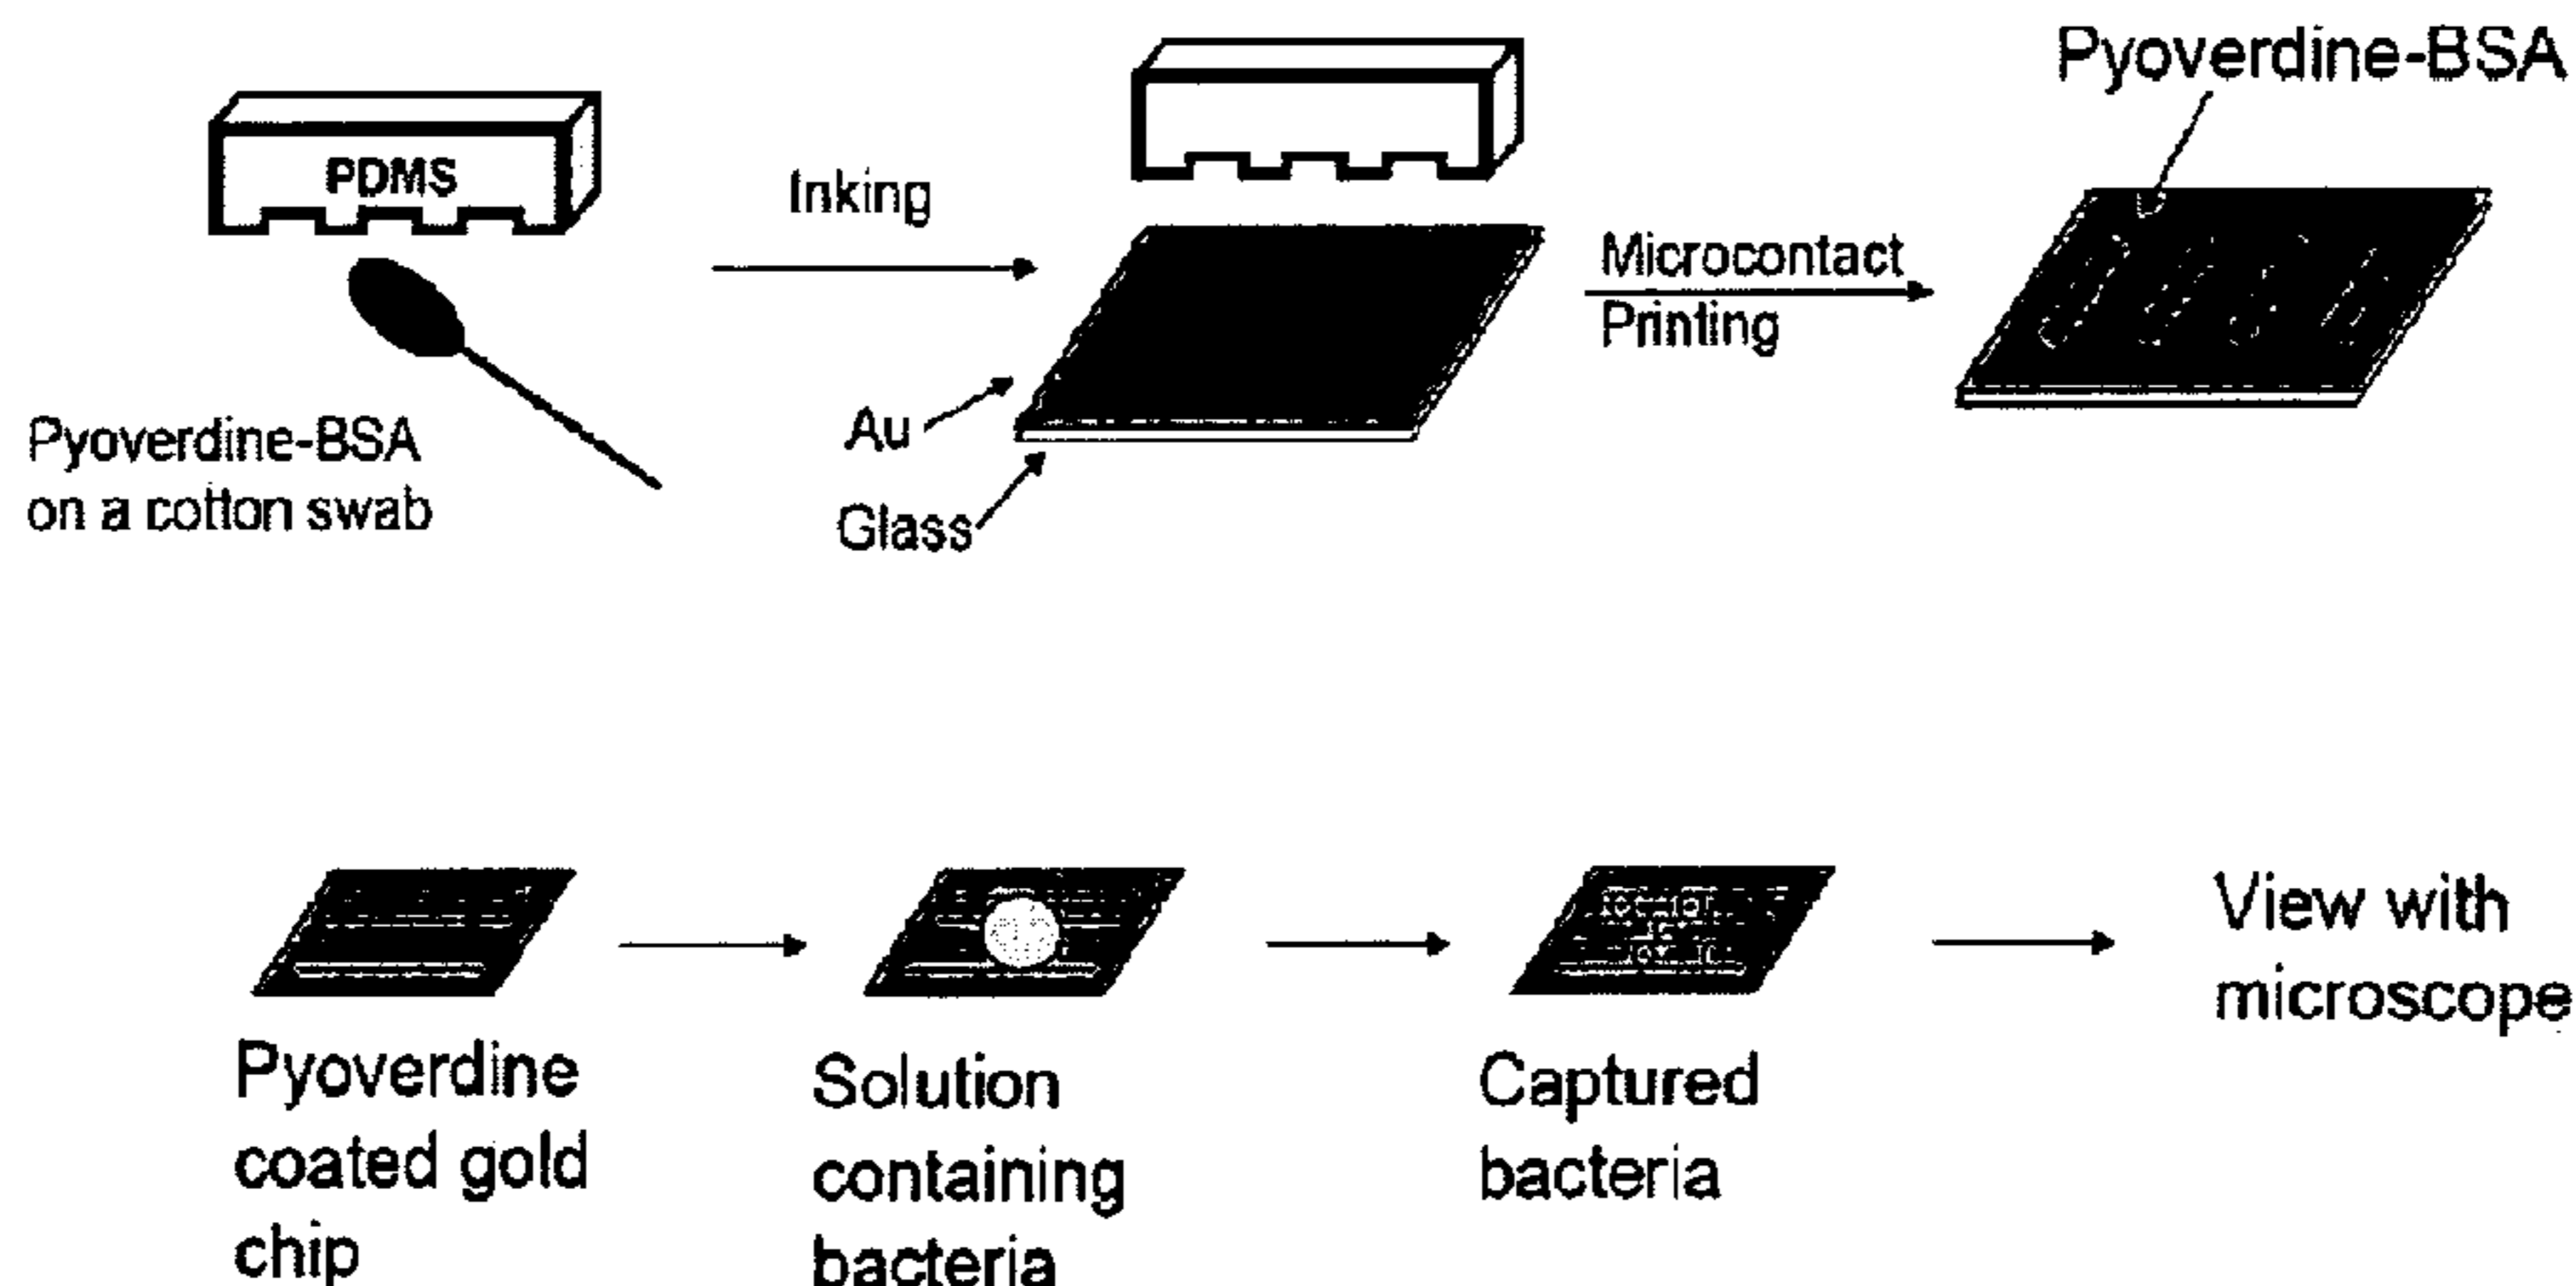 Pyoverdine-BSA
PDMS
Inking
Microcontact
Printing
Au
Glass
Pyoverdine-BSA
on a cotton swab
Pyoverdine
coated gold
chip
Solution
containing
bacteria
Captured
bacteria
View with
microscope